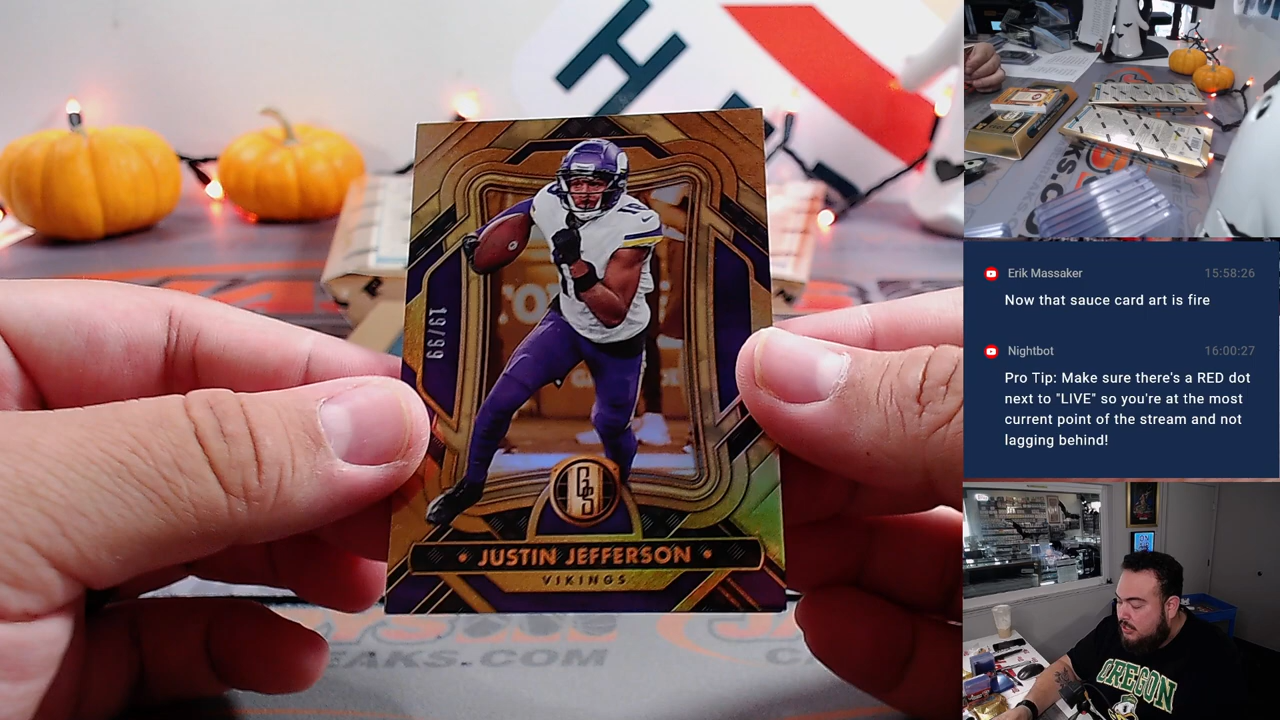 19/99
GS
JUSTIN JEFFERSON
VIKINGS
Erik Massaker 15:58:26
Now that sauce card art is fire
Nightbot 16:00:27
Pro Tip: Make sure there's a RED dot
next to "LIVE" so you're at the most
current point of the stream and not
lagging behind!
OREGON